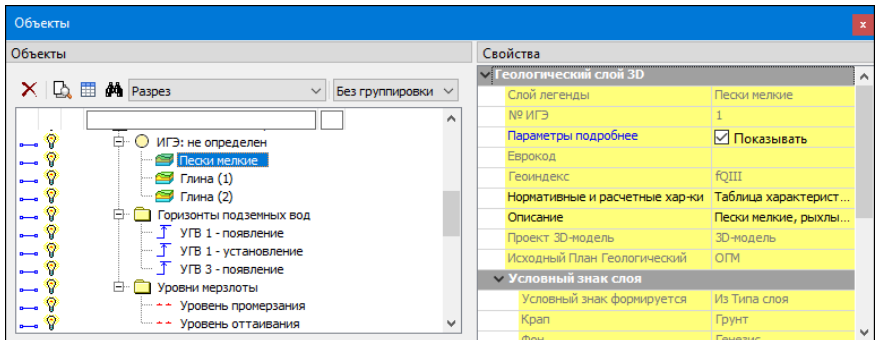 Объекты
Объекты
Разрез
Без группировки
ИГЭ: не определен
Пески мелкие
Глина (1)
Глина (2)
Горизонты подземных вод
УГВ 1 - появление
УГВ 1 - установление
УГВ 3 - появление
Уровни мерзлоты
Уровень промерзания
Уровень оттаивания
Свойства
Геологический слой 3D
Слой легенды Пески мелкие
№ ИГЭ 1
Параметры подробнее Показывать
Еврокод
Геоиндекс fQIII
Нормативные и расчетные хар-ки Таблица характерист...
Описание Пески мелкие, рыхлы...
Проект 3D-модель 3D-модель
Исходный План Геологический ОГМ
Условный знак слоя
Условный знак формируется Из Типа слоя
Крап Грунт
Фон Генезис